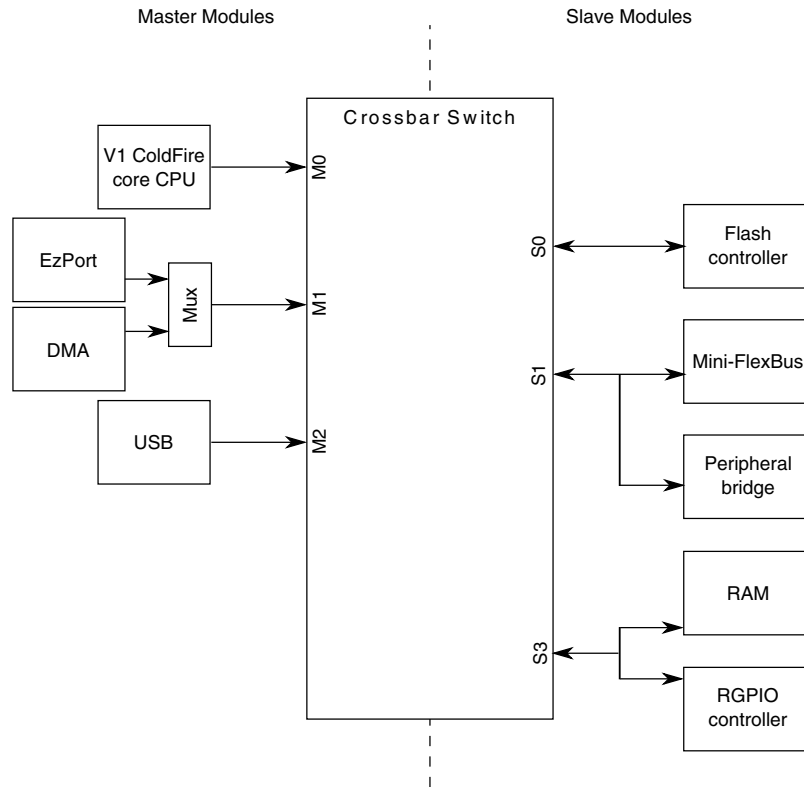 Master Modules
Slave Modules
Crossbar Switch
V1 ColdFire
core CPU
M0
EzPort
Mux
M1
DMA
USB
M2
S0
Flash
controller
S1
Mini-FlexBus
Peripheral
bridge
S3
RAM
RGPIO
controller